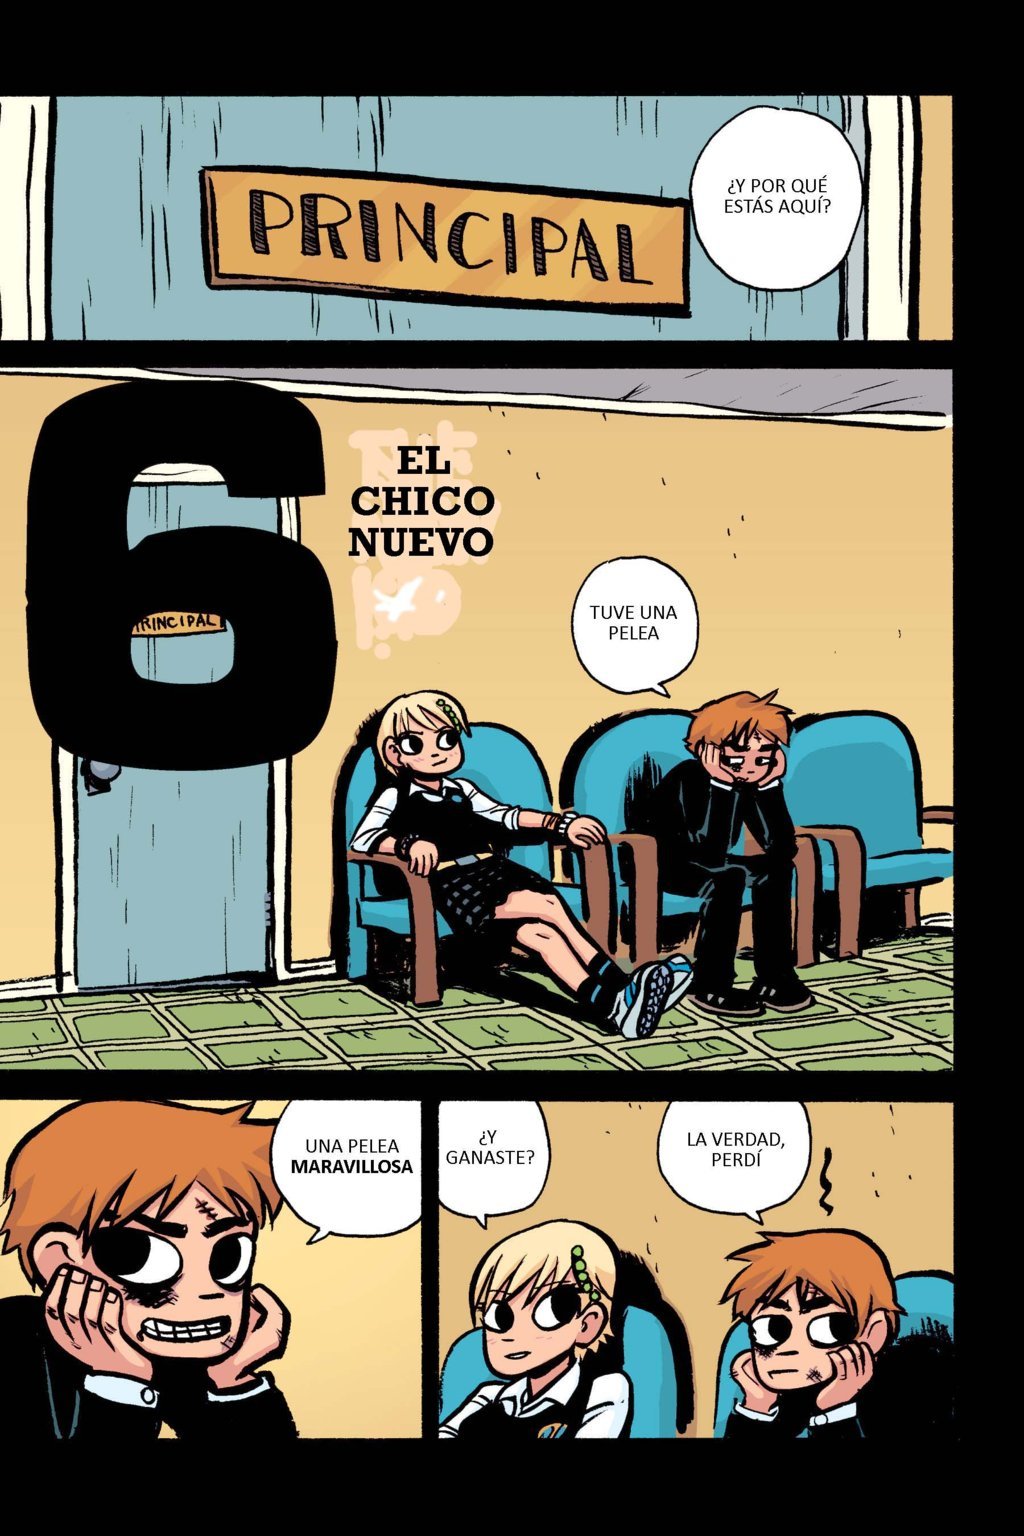 PRINCIPAL
¿Y POR QUÉ
ESTÁS AQUÍ?
6
EL
CHICO
NUEVO
PRINCIPAL
TUVE UNA
PELEA
UNA PELEA
MARAVILLOSA
¿Y
GANASTE?
LA VERDAD,
PERDÍ